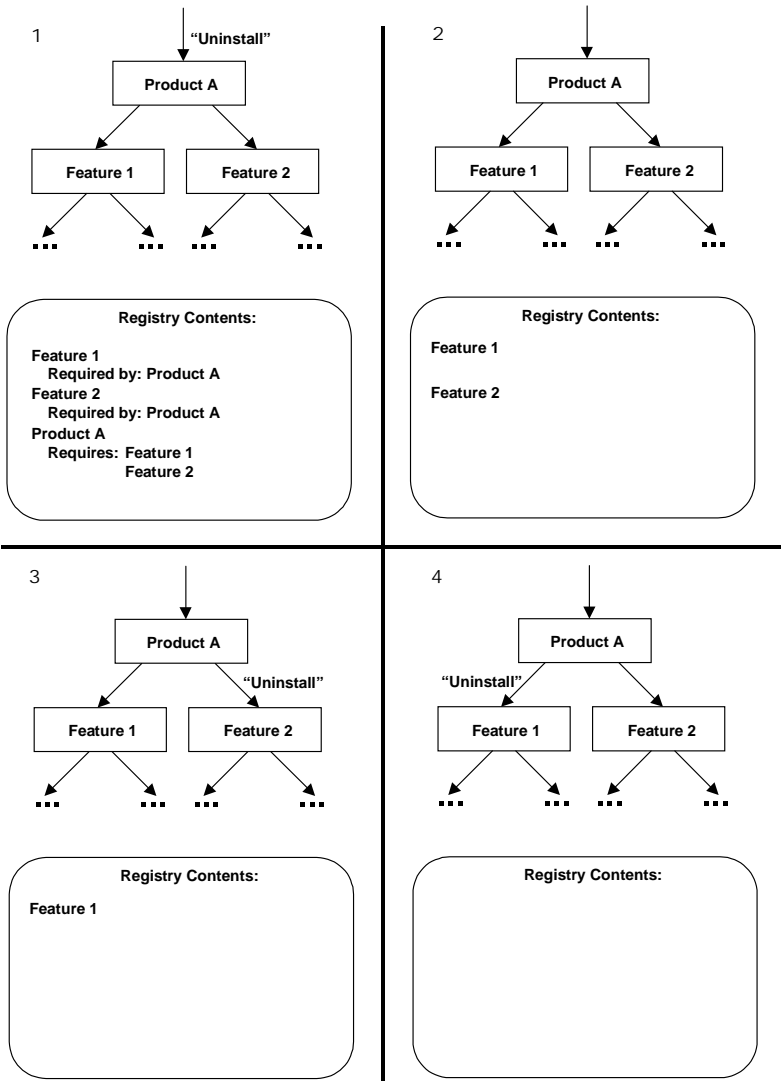 1
“Uninstall”
Product A
Feature 1 Feature 2
... ... ... ...
Registry Contents:
Feature 1
Required by: Product A
Feature 2
Required by: Product A
Product A
Requires: Feature 1
Feature 2
2
Product A
Feature 1 Feature 2
... ... ... ...
Registry Contents:
Feature 1
Feature 2
3
Product A
“Uninstall”
Feature 1 Feature 2
... ... ... ...
Registry Contents:
Feature 1
4
Product A
“Uninstall”
Feature 1 Feature 2
... ... ... ...
Registry Contents: